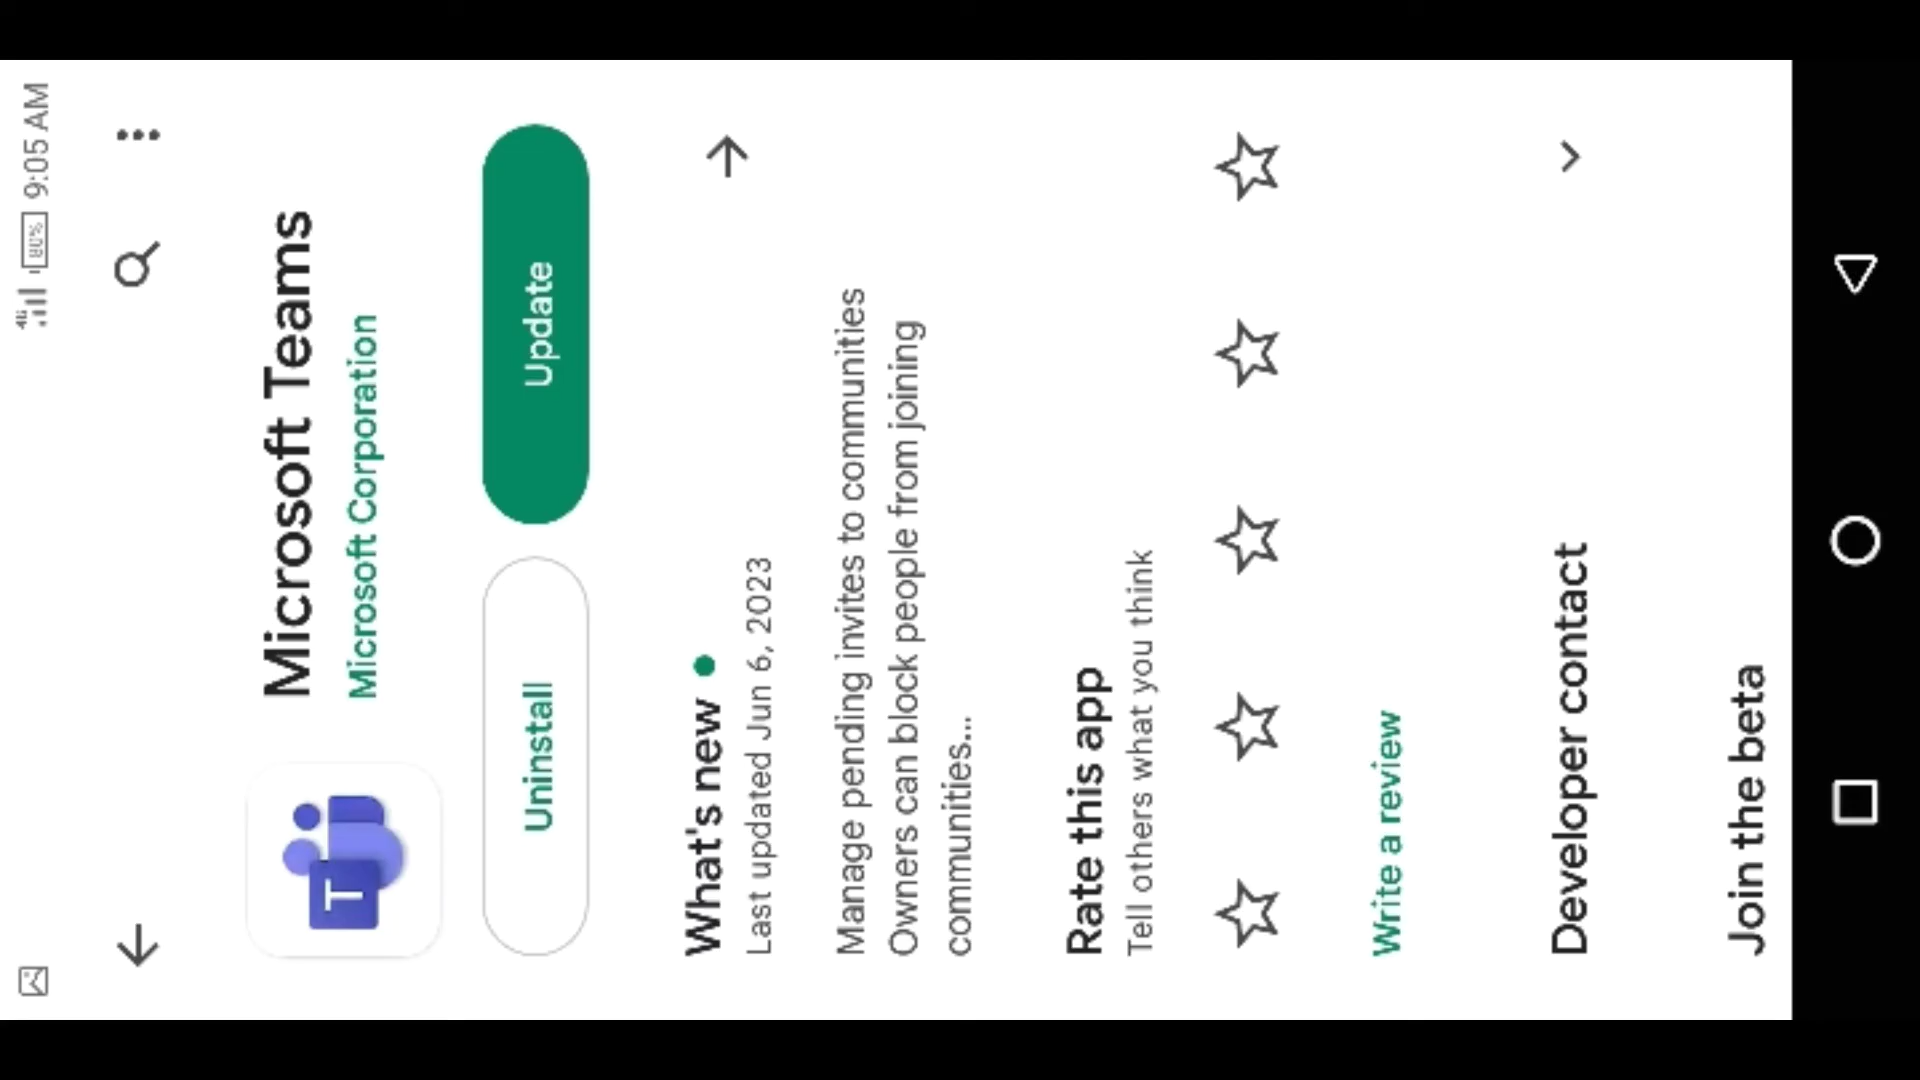 4G 80% 9:05 AM
Microsoft Teams
Microsoft Corporation
T
Uninstall Update
What's new
Last updated Jun 6, 2023
Manage pending invites to communities
Owners can block people from joining
communities...
Rate this app
Tell others what you think
Write a review
Developer contact
Join the beta